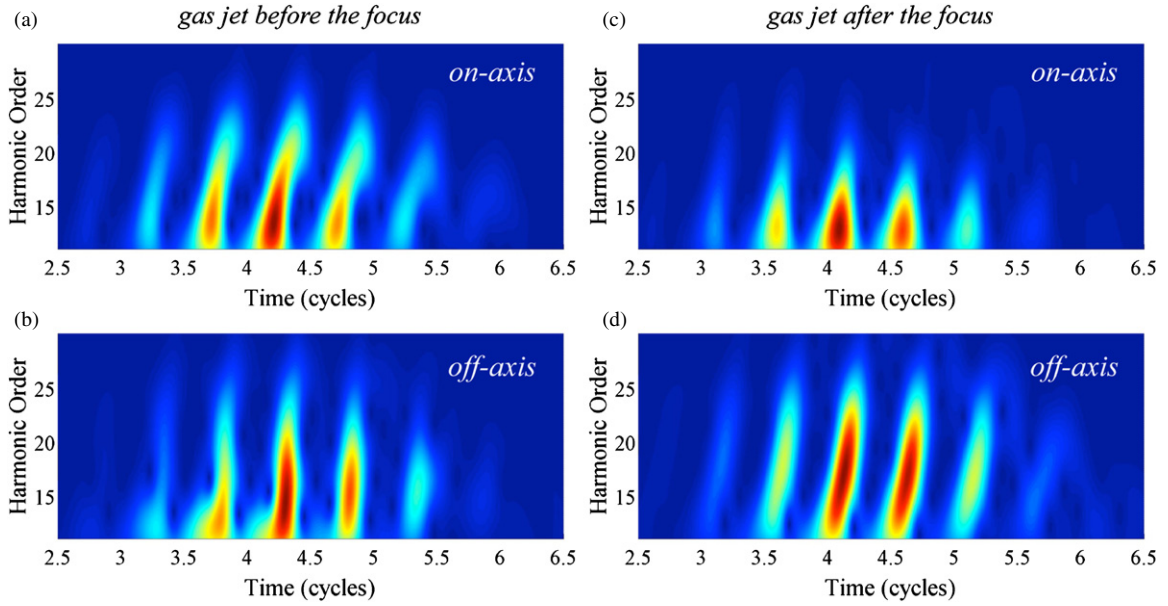 (a)
gas jet before the focus
on-axis
Harmonic Order
25
20
15
2.5 3 3.5 4 4.5 5 5.5 6 6.5
Time (cycles)
(c)
gas jet after the focus
on-axis
Harmonic Order
25
20
15
2.5 3 3.5 4 4.5 5 5.5 6 6.5
Time (cycles)
(b)
off-axis
Harmonic Order
25
20
15
2.5 3 3.5 4 4.5 5 5.5 6 6.5
Time (cycles)
(d)
off-axis
Harmonic Order
25
20
15
2.5 3 3.5 4 4.5 5 5.5 6 6.5
Time (cycles)